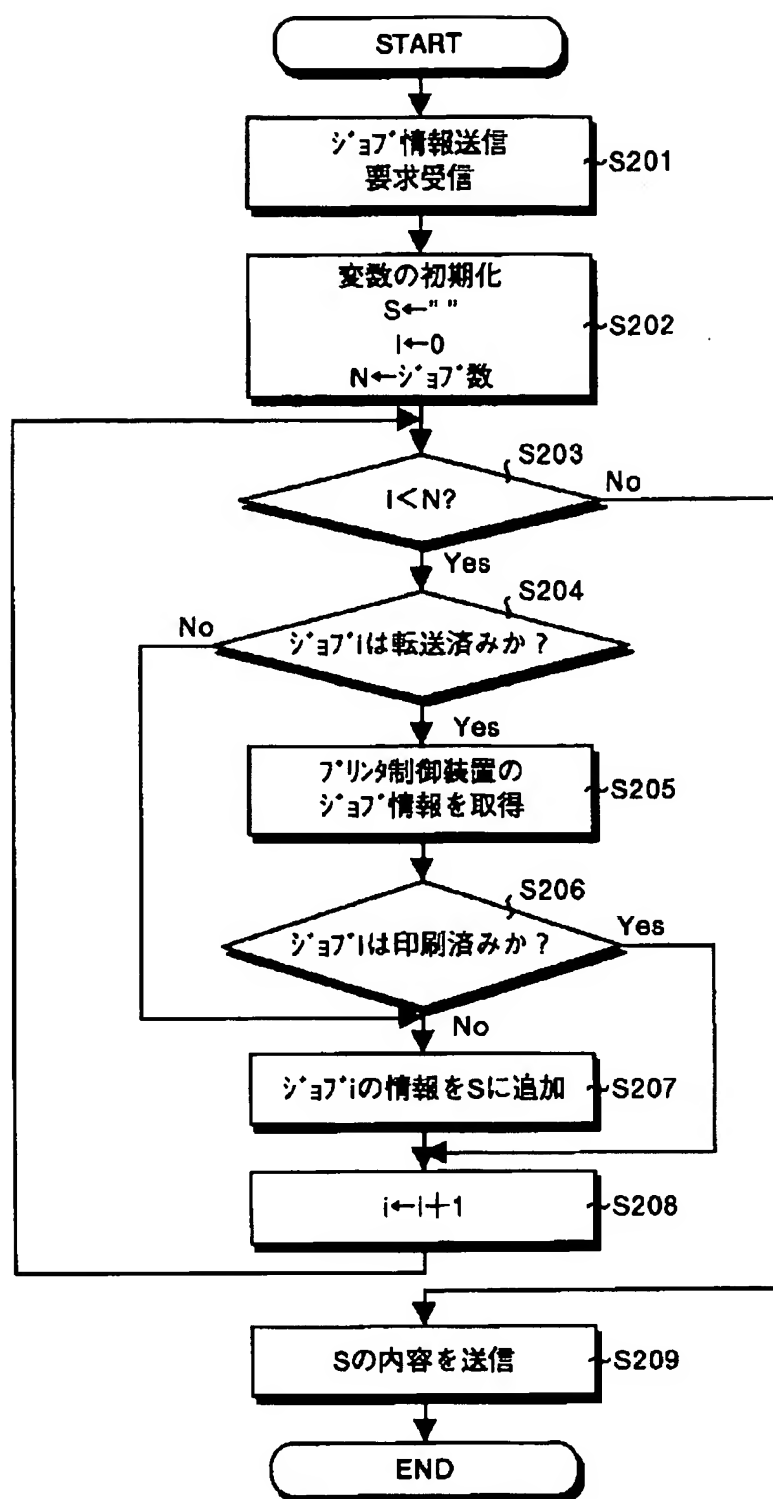 START
ｼﾞｮﾌﾞ情報送信
要求受信
S201
変数の初期化
S←" "
i←0
N←ｼﾞｮﾌﾞ数
S202
S203
i<N?
No
Yes
S204
No
ｼﾞｮﾌﾞiは転送済みか？
Yes
ﾌﾟﾘﾝﾀ制御装置の
ｼﾞｮﾌﾞ情報を取得
S205
S206
Yes
ｼﾞｮﾌﾞiは印刷済みか？
No
ｼﾞｮﾌﾞiの情報をSに追加
S207
i←i＋1
S208
Sの内容を送信
S209
END